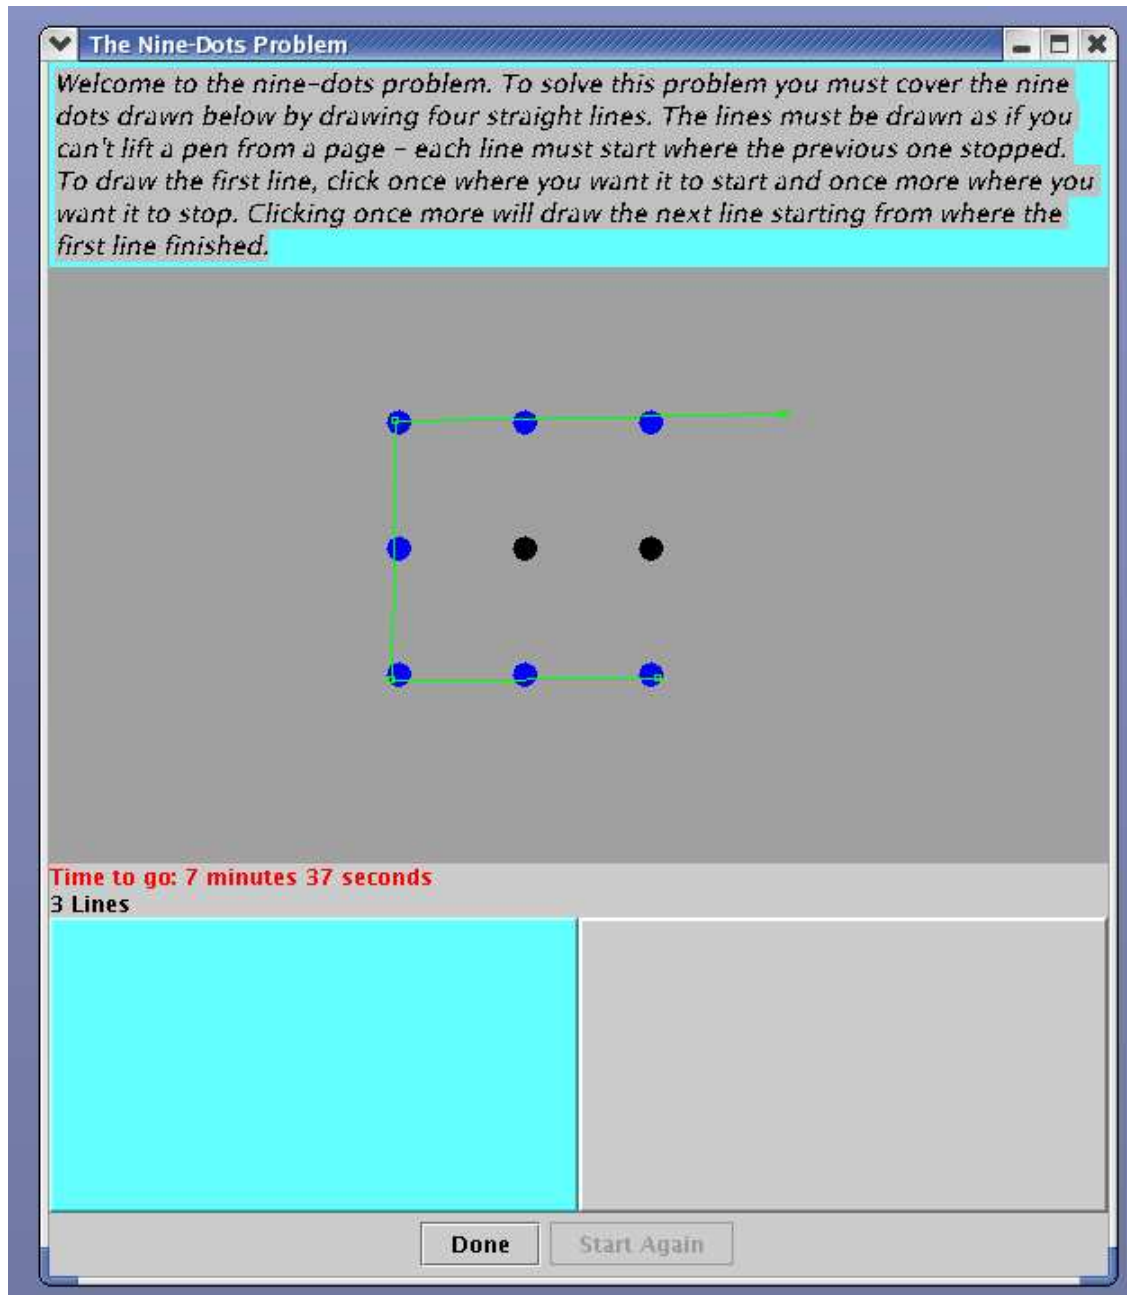 The Nine-Dots Problem
Welcome to the nine-dots problem. To solve this problem you must cover the nine
dots drawn below by drawing four straight lines. The lines must be drawn as if you
can't lift a pen from a page - each line must start where the previous one stopped.
To draw the first line, click once where you want it to start and once more where you
want it to stop. Clicking once more will draw the next line starting from where the
first line finished.
Time to go: 7 minutes 37 seconds
3 Lines
Done
Start Again